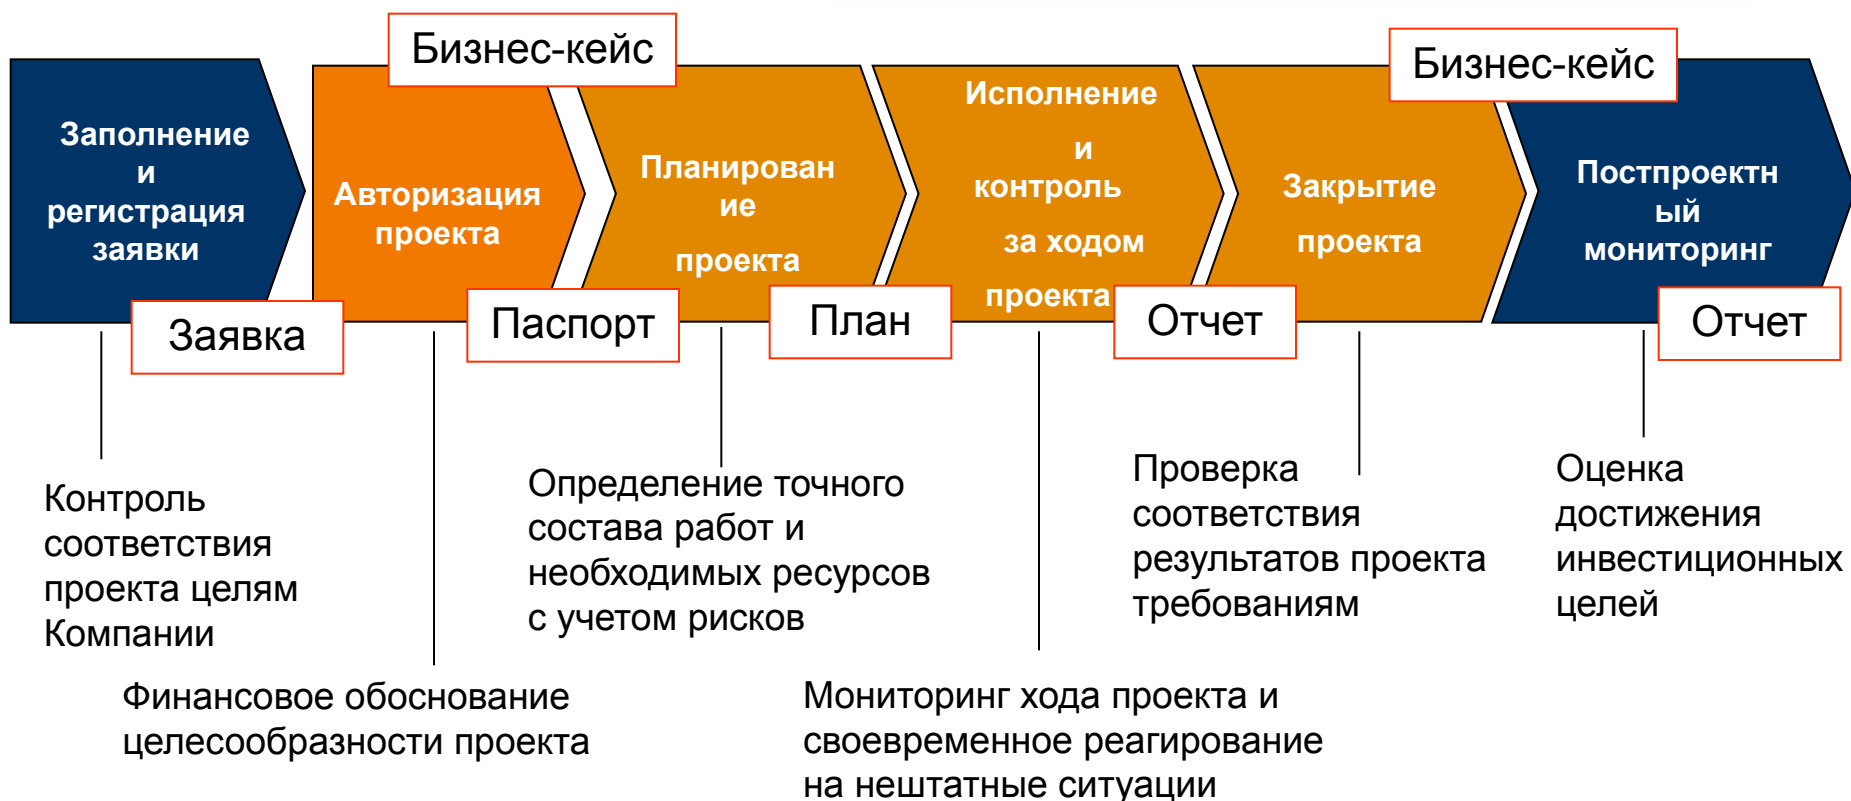 Бизнес-кейс
Бизнес-кейс
Заполнение
и
регистрация
заявки
Авторизация
проекта
Планирован
ие
проекта
Исполнение
и
контроль
за ходом
проекта
Закрытие
проекта
Постпроектн
ый
мониторинг
Заявка
Паспорт
План
Отчет
Отчет
Контроль
соответствия
проекта целям
Компании
Финансовое обоснование
целесообразности проекта
Определение точного
состава работ и
необходимых ресурсов
с учетом рисков
Мониторинг хода проекта и
своевременное реагирование
на нештатные ситуации
Проверка
соответствия
результатов проекта
требованиям
Оценка
достижения
инвестиционных
целей